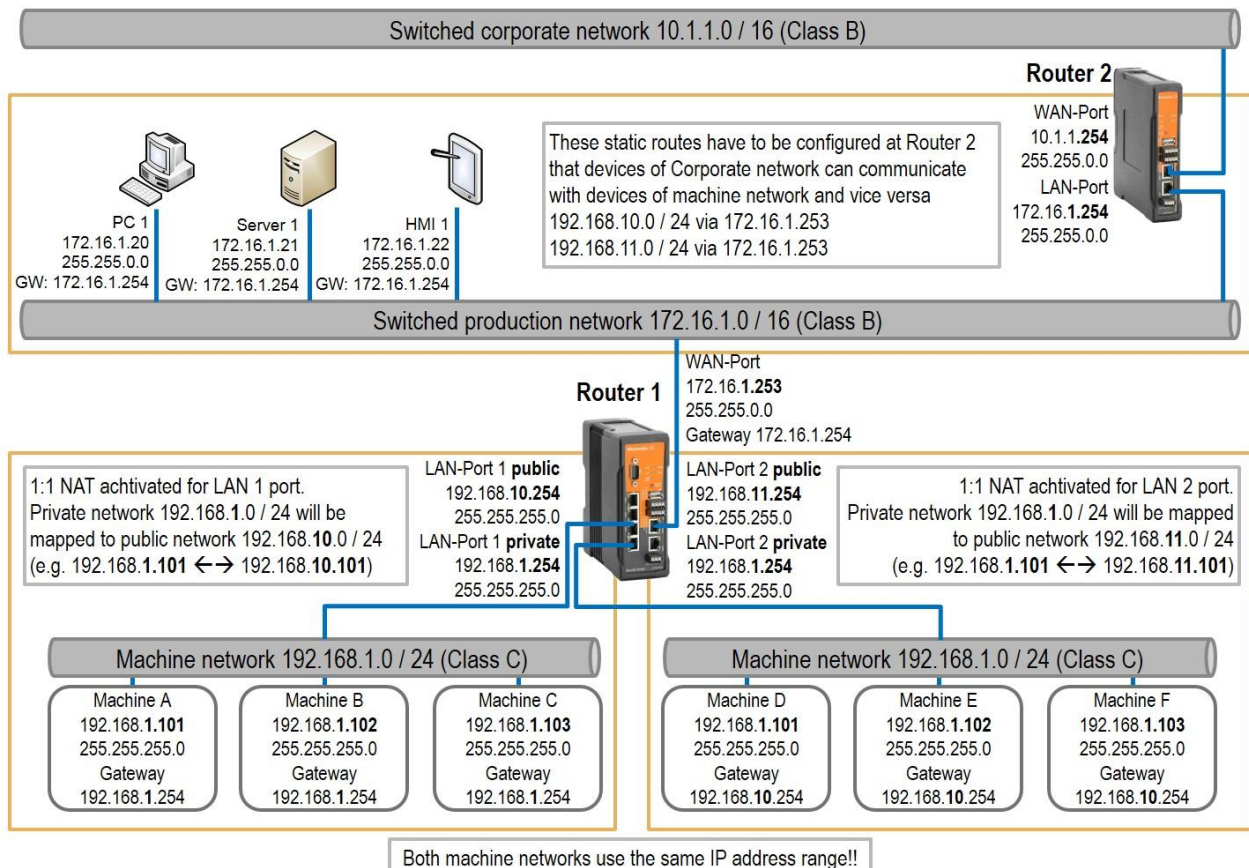 Switched corporate network 10.1.1.0 / 16 (Class B)
Router 2
WAN-Port
10.1.1.254
255.255.0.0
LAN-Port
172.16.1.254
255.255.0.0
These static routes have to be configured at Router 2
that devices of Corporate network can communicate
with devices of machine network and vice versa
192.168.10.0 / 24 via 172.16.1.253
192.168.11.0 / 24 via 172.16.1.253
PC 1
172.16.1.20
255.255.0.0
GW: 172.16.1.254
Server 1
172.16.1.21
255.255.0.0
GW: 172.16.1.254
HMI 1
172.16.1.22
255.255.0.0
GW: 172.16.1.254
Switched production network 172.16.1.0 / 16 (Class B)
WAN-Port
172.16.1.253
255.255.0.0
Gateway 172.16.1.254
Router 1
1:1 NAT achtivated for LAN 1 port.
Private network 192.168.1.0 / 24 will be
mapped to public network 192.168.10.0 / 24
(e.g. 192.168.1.101 ←→ 192.168.10.101)
LAN-Port 1 public
192.168.10.254
255.255.255.0
LAN-Port 1 private
192.168.1.254
255.255.255.0
LAN-Port 2 public
192.168.11.254
255.255.255.0
LAN-Port 2 private
192.168.1.254
255.255.255.0
1:1 NAT achtivated for LAN 2 port.
Private network 192.168.1.0 / 24 will be mapped
to public network 192.168.11.0 / 24
(e.g. 192.168.1.101 ←→ 192.168.11.101)
Machine network 192.168.1.0 / 24 (Class C)
Machine A
192.168.1.101
255.255.255.0
Gateway
192.168.1.254
Machine B
192.168.1.102
255.255.255.0
Gateway
192.168.1.254
Machine C
192.168.1.103
255.255.255.0
Gateway
192.168.1.254
Machine network 192.168.1.0 / 24 (Class C)
Machine D
192.168.1.101
255.255.255.0
Gateway
192.168.10.254
Machine E
192.168.1.102
255.255.255.0
Gateway
192.168.10.254
Machine F
192.168.1.103
255.255.255.0
Gateway
192.168.10.254
Both machine networks use the same IP address range!!